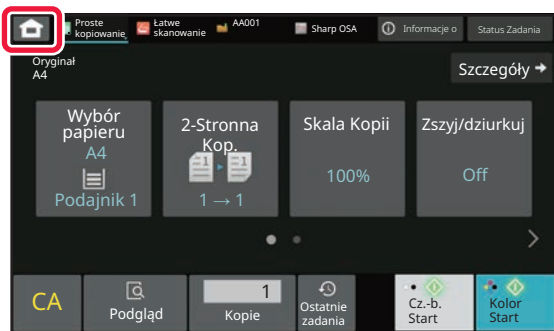 Proste
kopiowanie
Łatwe
skanowanie
AA001
Sharp OSA
Informacje o
Status Zadania
Oryginał
A4
Szczegóły
Wybór
papieru
A4
Podajnik 1
2-Stronna
Kop.
1 1
1 → 1
Skala Kopii
100%
Zszyj/dziurkuj
Off
CA
Podgląd
1
Kopie
Ostatnie
zadania
Cz.-b.
Start
Kolor
Start